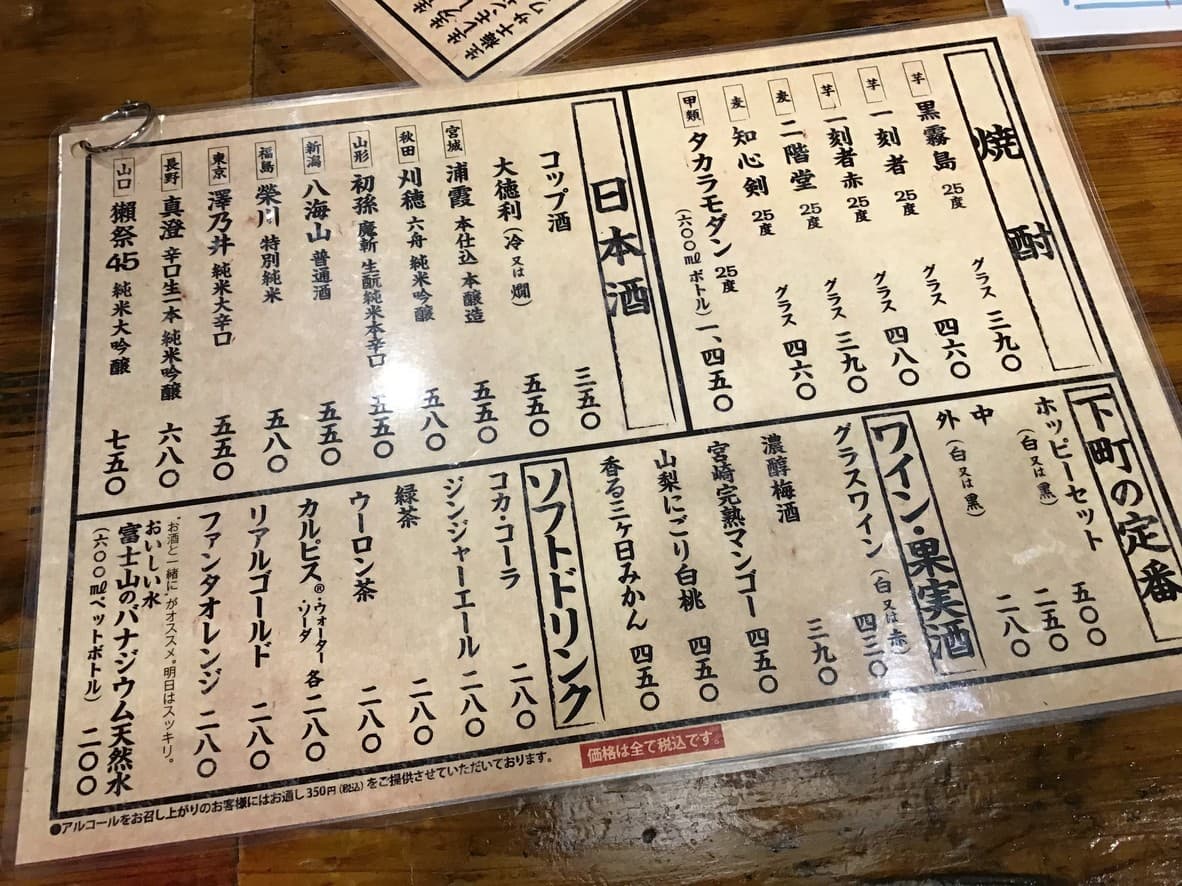 焼酎
芋 黒霧島 25度 グラス 三九〇
芋 一刻者 25度 グラス 四六〇
芋 一刻者赤 25度 グラス 四八〇
麦 二階堂 25度 グラス 三九〇
麦 知心剣 25度 グラス 四六〇
甲類 タカラモダン 25度 一、四五〇
(六〇〇㎖ボトル)
日本酒
コップ酒 三五〇
大徳利(冷又は燗) 五五〇
宮城 浦霞 本仕込 本醸造 五五〇
秋田 刈穂 六舟 純米吟醸 五八〇
山形 初孫 魔斬 生酛純米本辛口 五五〇
新潟 八海山 普通酒 五五〇
福島 榮川 特別純米 五八〇
東京 澤乃井 純米大辛口 五五〇
長野 真澄 辛口生一本 純米吟醸 六八〇
山口 獺祭45 純米大吟醸 七五〇
下町の定番
ホッピーセット 五〇〇
(白又は黒)
中 二五〇
外(白又は黒) 二八〇
ワイン・果実酒
グラスワイン(白又は赤) 四三〇
濃醇梅酒 三九〇
宮崎完熟マンゴー 四五〇
山梨にごり白桃 四五〇
香る三ヶ日みかん 四五〇
ソフトドリンク
コカ・コーラ 二八〇
ジンジャーエール 二八〇
緑茶 二八〇
ウーロン茶 二八〇
カルピス®・ウォーター・ソーダ 各二八〇
リアルゴールド 二八〇
ファンタオレンジ 二八〇
"お酒と一緒に"がオススメ。明日はスッキリ。
おいしい水
富士山のバナジウム天然水
(六〇〇㎖ペットボトル) 二〇〇
価格は全て税込です。
●アルコールをお召し上がりのお客様にはお通し350円(税込)をご提供させていただいております。